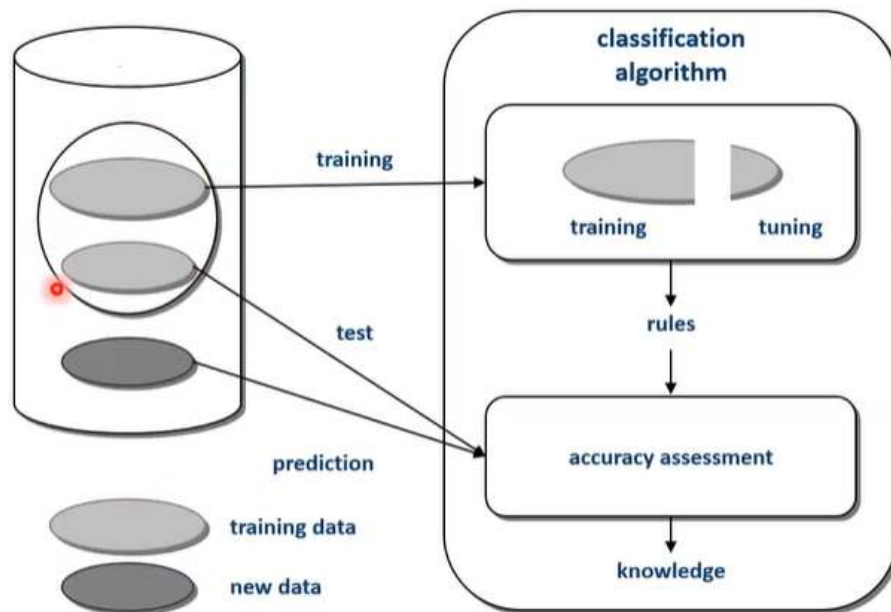 classification
algorithm
training
training
tuning
test
rules
prediction
accuracy assessment
training data
new data
knowledge